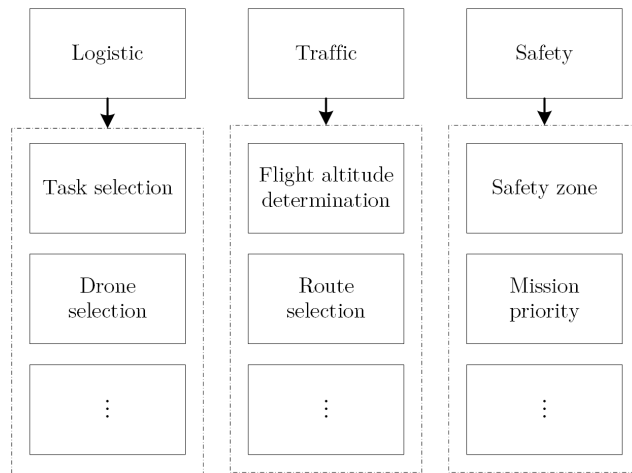 Logistic
Traffic
Safety
Task selection
Flight altitude
determination
Safety zone
Drone
selection
Route
selection
Mission
priority
⋮
⋮
⋮